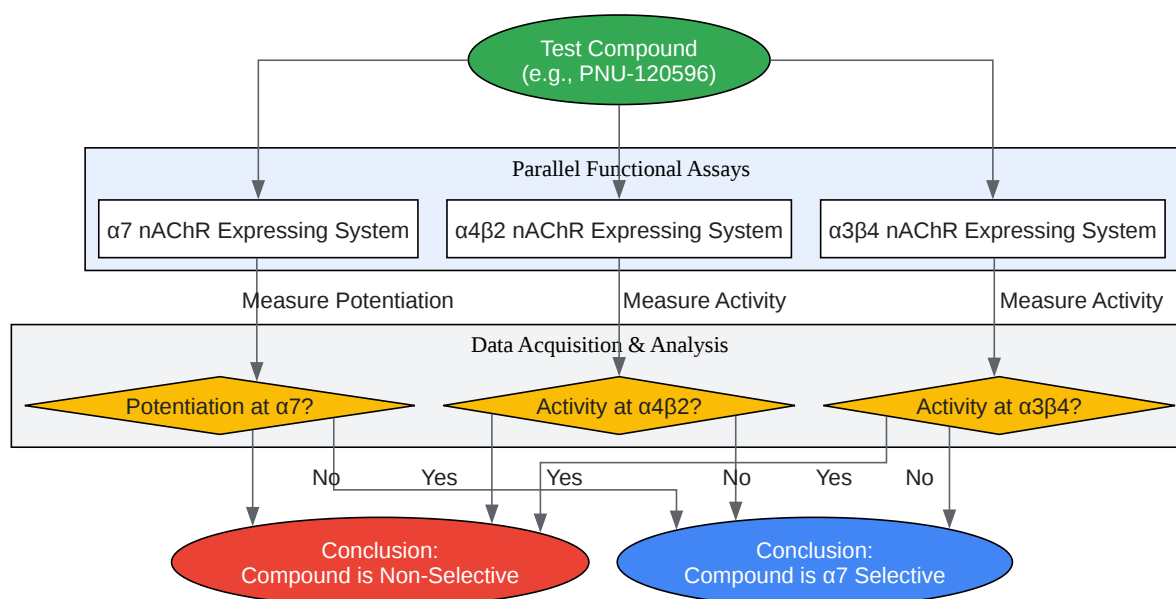 Test Compound
(e.g., PNU-120596)
Parallel Functional Assays
α7 nAChR Expressing System
α4β2 nAChR Expressing System
α3β4 nAChR Expressing System
Measure Potentiation
Measure Activity
Measure Activity
Data Acquisition & Analysis
Potentiation at α7?
Activity at α4β2?
Activity at α3β4?
No
Yes
Yes
No
Yes
No
Conclusion:
Compound is Non-Selective
Conclusion:
Compound is α7 Selective